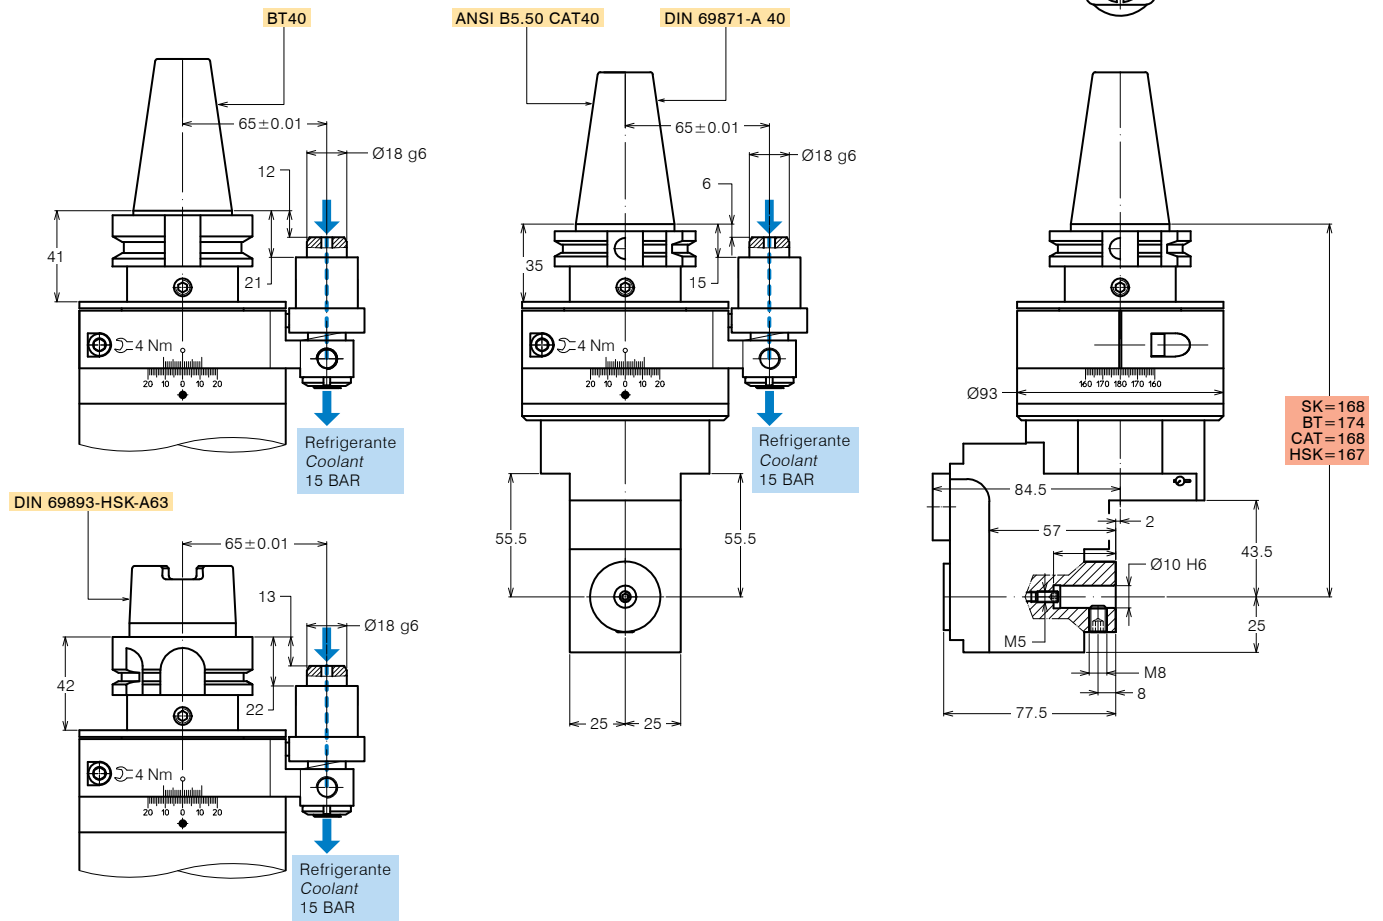 BT40
65±0.01
Ø18 g6
12
41
21
4 Nm
20 10 0 10 20
Refrigerante
Coolant
15 BAR
ANSI B5.50 CAT40
DIN 69871-A 40
65±0.01
Ø18 g6
6
35
15
4 Nm
20 10 0 10 20
Refrigerante
Coolant
15 BAR
55.5
55.5
25
25
160 170 180 170 160
Ø93
SK=168
BT=174
CAT=168
HSK=167
84.5
57
2
43.5
Ø10 H6
M5
25
M8
8
77.5
DIN 69893-HSK-A63
65±0.01
13
Ø18 g6
42
22
4 Nm
20 10 0 10 20
Refrigerante
Coolant
15 BAR